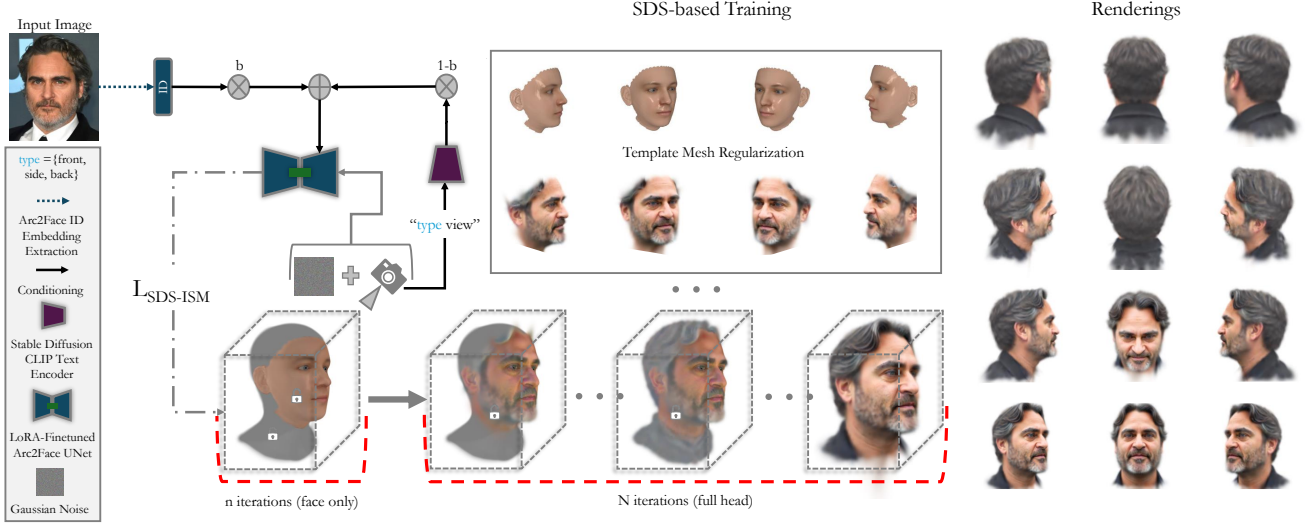 Input Image
ID
b
1-b
SDS-based Training
Renderings
Template Mesh Regularization
type ={front,
side, back}
Arc2Face ID
Embedding
Extraction
Conditioning
Stable Diffusion
CLIP Text
Encoder
LoRA-Finetuned
Arc2Face UNet
Gaussian Noise
“type view”
L_SDS-ISM
n iterations (face only)
N iterations (full head)